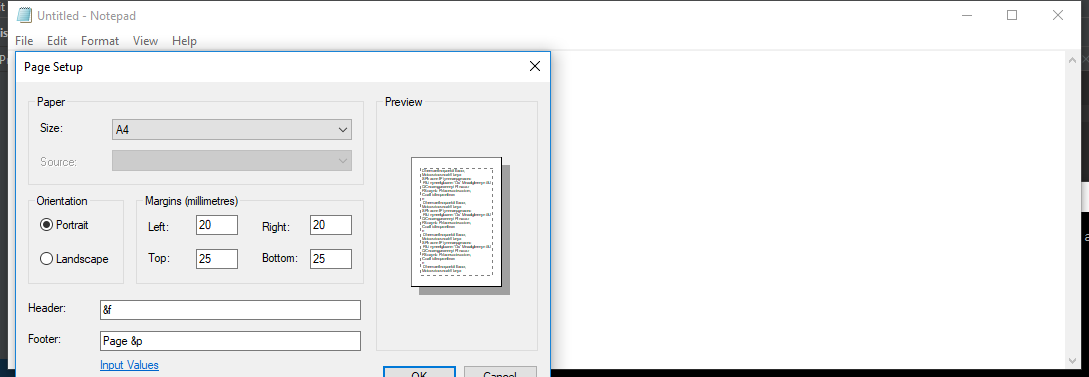 Untitled - Notepad
File Edit Format View Help
Page Setup
Paper
Size: A4
Source:
Preview
Orientation
Portrait
Landscape
Margins (millimetres)
Left: 20 Right: 20
Top: 25 Bottom: 25
Header: &f
Footer: Page &p
Input Values
OK Cancel